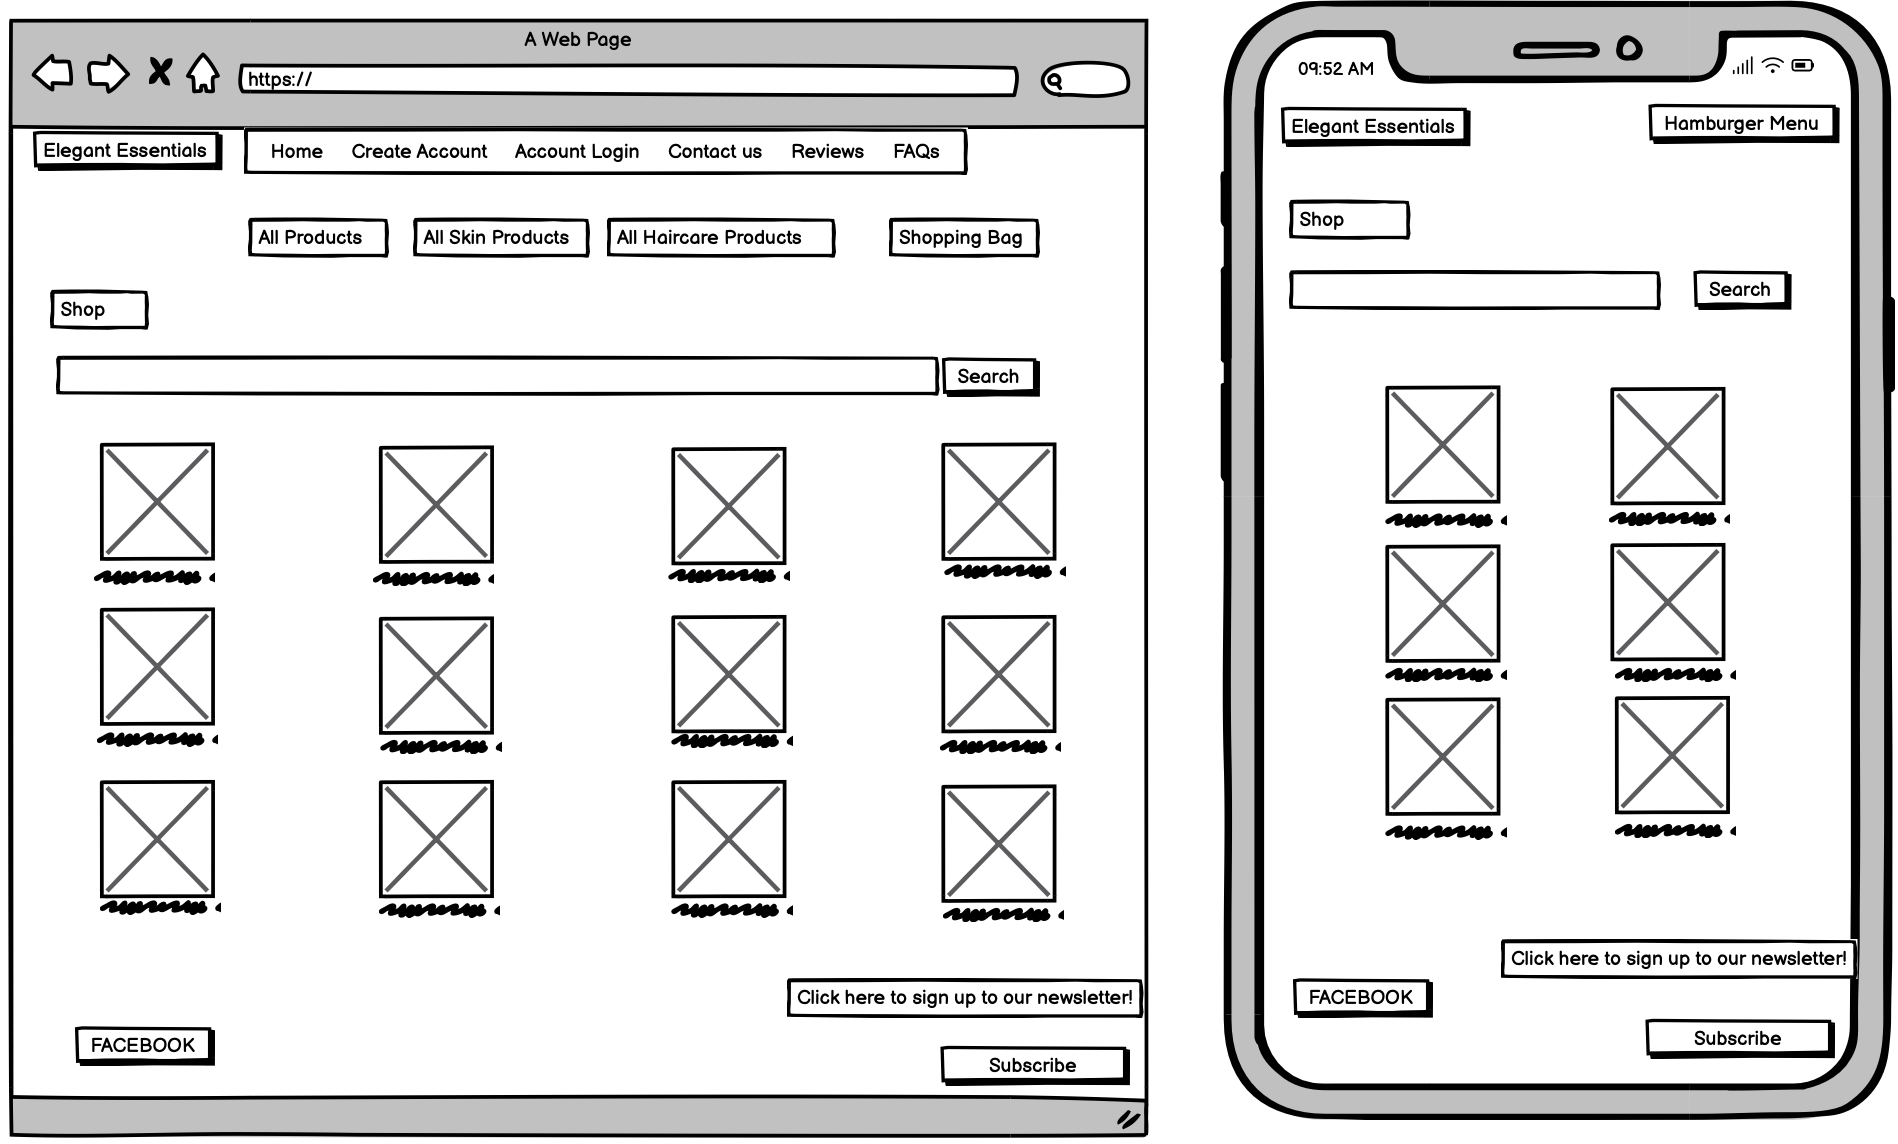 A Web Page
https://
Elegant Essentials
Home Create Account Account Login Contact us Reviews FAQs
All Products All Skin Products All Haircare Products Shopping Bag
Shop
Search
Click here to sign up to our newsletter!
FACEBOOK
Subscribe
09:52 AM
Elegant Essentials
Hamburger Menu
Shop
Search
Click here to sign up to our newsletter!
FACEBOOK
Subscribe